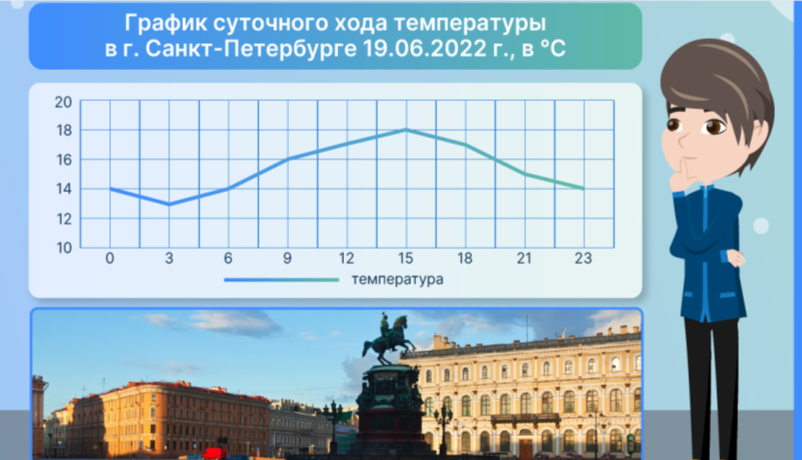 График суточного хода температуры
в г. Санкт-Петербурге 19.06.2022 г., в °С
20
18
16
14
12
10
0 3 6 9 12 15 18 21 23
температура